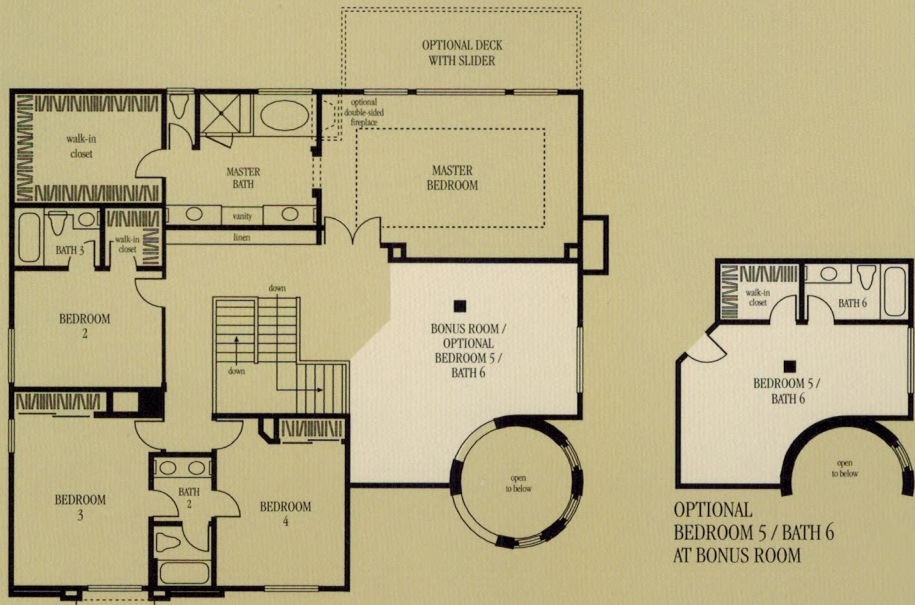 OPTIONAL DECK
WITH SLIDER
optional
double-sided
fireplace
walk-in
closet
MASTER
BATH
MASTER
BEDROOM
vanity
linen
BATH 3
walk-in
closet
BEDROOM
2
down
down
BONUS ROOM /
OPTIONAL
BEDROOM 5 /
BATH 6
BEDROOM
3
BATH
2
BEDROOM
4
open
to below
walk-in
closet
BATH 6
BEDROOM 5 /
BATH 6
open
to below
OPTIONAL
BEDROOM 5 / BATH 6
AT BONUS ROOM